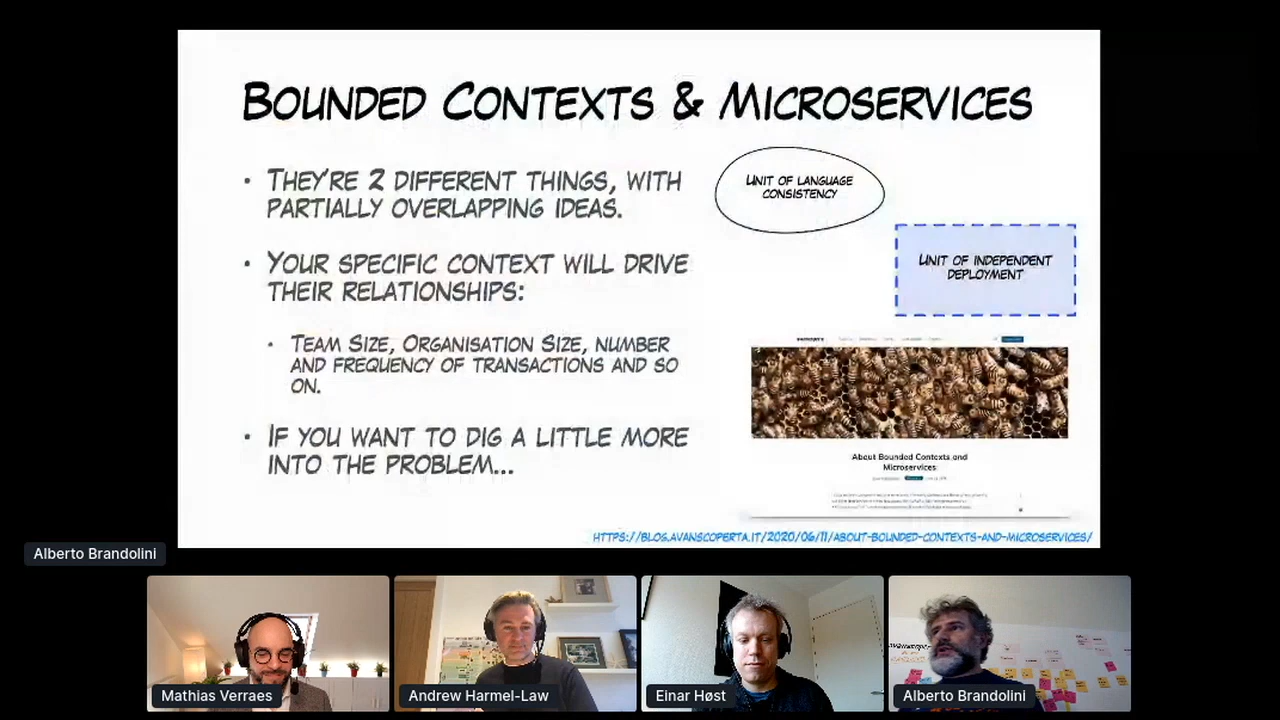 Bounded Contexts & Microservices
• They're 2 different things, with
partially overlapping ideas.
• Your specific context will drive
their relationships:
• Team Size, Organisation Size, number
and frequency of transactions and so
on.
• If you want to dig a little more
into the problem...
Unit of language
consistency
Unit of independent
deployment
About Bounded Contexts and
Microservices
https://blog.avanscoperta.it/2020/06/11/about-bounded-contexts-and-microservices/
Alberto Brandolini
Mathias Verraes
Andrew Harmel-Law
Einar Høst
Alberto Brandolini